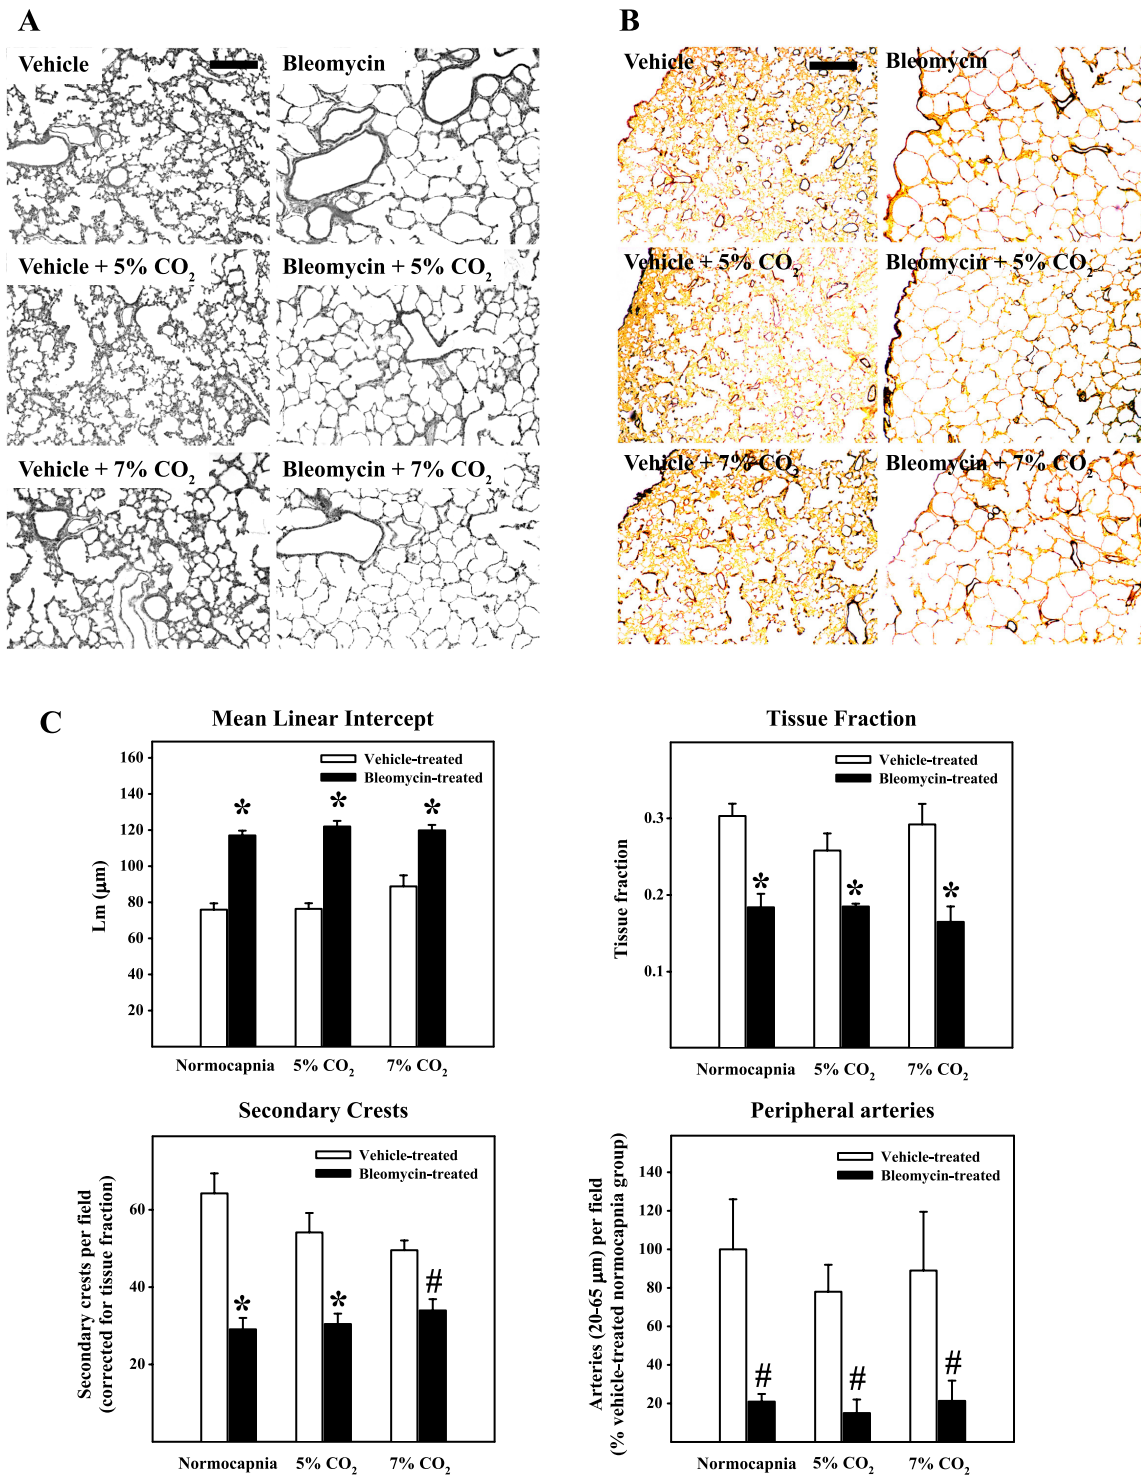 A
B
Vehicle
Bleomycin
Vehicle
Bleomycin
Vehicle + 5% CO₂
Bleomycin + 5% CO₂
Vehicle + 5% CO₂
Bleomycin + 5% CO₂
Vehicle + 7% CO₂
Bleomycin + 7% CO₂
Vehicle + 7% CO₂
Bleomycin + 7% CO₂
C
Mean Linear Intercept
Vehicle-treated
Bleomycin-treated
Lm (µm)
160
140
120
100
80
60
40
20
* * *
Normocapnia 5% CO₂ 7% CO₂
Tissue Fraction
Vehicle-treated
Bleomycin-treated
Tissue fraction
0.3
0.2
0.1
* * *
Normocapnia 5% CO₂ 7% CO₂
Secondary Crests
Vehicle-treated
Bleomycin-treated
Secondary crests per field
(corrected for tissue fraction)
60
40
20
* * #
Normocapnia 5% CO₂ 7% CO₂
Peripheral arteries
Vehicle-treated
Bleomycin-treated
Arteries (20-65 µm) per field
(% vehicle-treated normocapnia group)
140
120
100
80
60
40
20
# # #
Normocapnia 5% CO₂ 7% CO₂